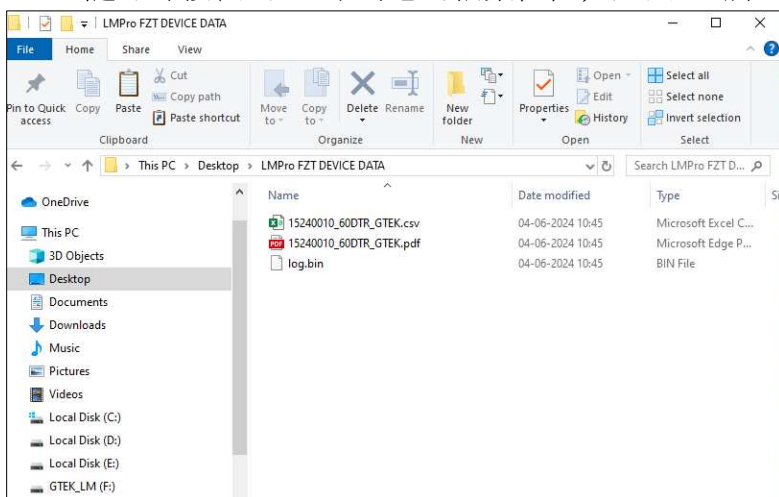 LMPro FZT DEVICE DATA
File Home Share View
Pin to Quick access
Copy
Paste
Cut
Copy path
Paste shortcut
Clipboard
Move to
Copy to
Delete
Rename
Organize
New folder
New
Properties
Open
Edit
History
Open
Select all
Select none
Invert selection
Select
This PC > Desktop > LMPro FZT DEVICE DATA
Search LMPro FZT D...
Name Date modified Type Si
15240010_60DTR_GTEK.csv 04-06-2024 10:45 Microsoft Excel C...
15240010_60DTR_GTEK.pdf 04-06-2024 10:45 Microsoft Edge P...
log.bin 04-06-2024 10:45 BIN File
OneDrive
This PC
3D Objects
Desktop
Documents
Downloads
Music
Pictures
Videos
Local Disk (C:)
Local Disk (D:)
Local Disk (E:)
GTEK_LM (F:)